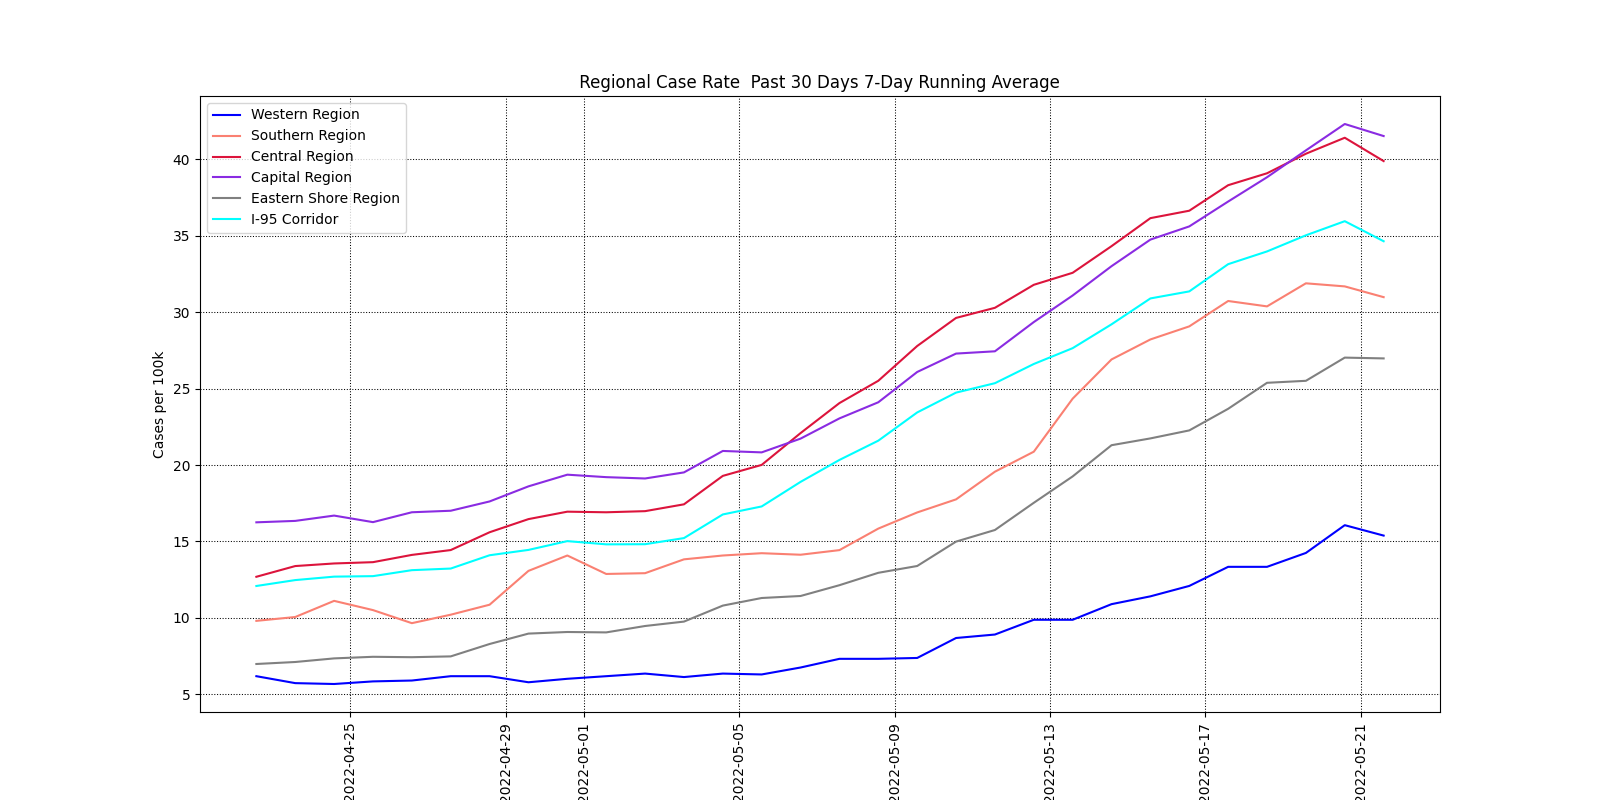 Regional Case Rate  Past 30 Days 7-Day Running Average
Western Region
Southern Region
Central Region
Capital Region
Eastern Shore Region
I-95 Corridor
Cases per 100k
40
35
30
25
20
15
10
5
2022-04-25
2022-04-29
2022-05-01
2022-05-05
2022-05-09
2022-05-13
2022-05-17
2022-05-21